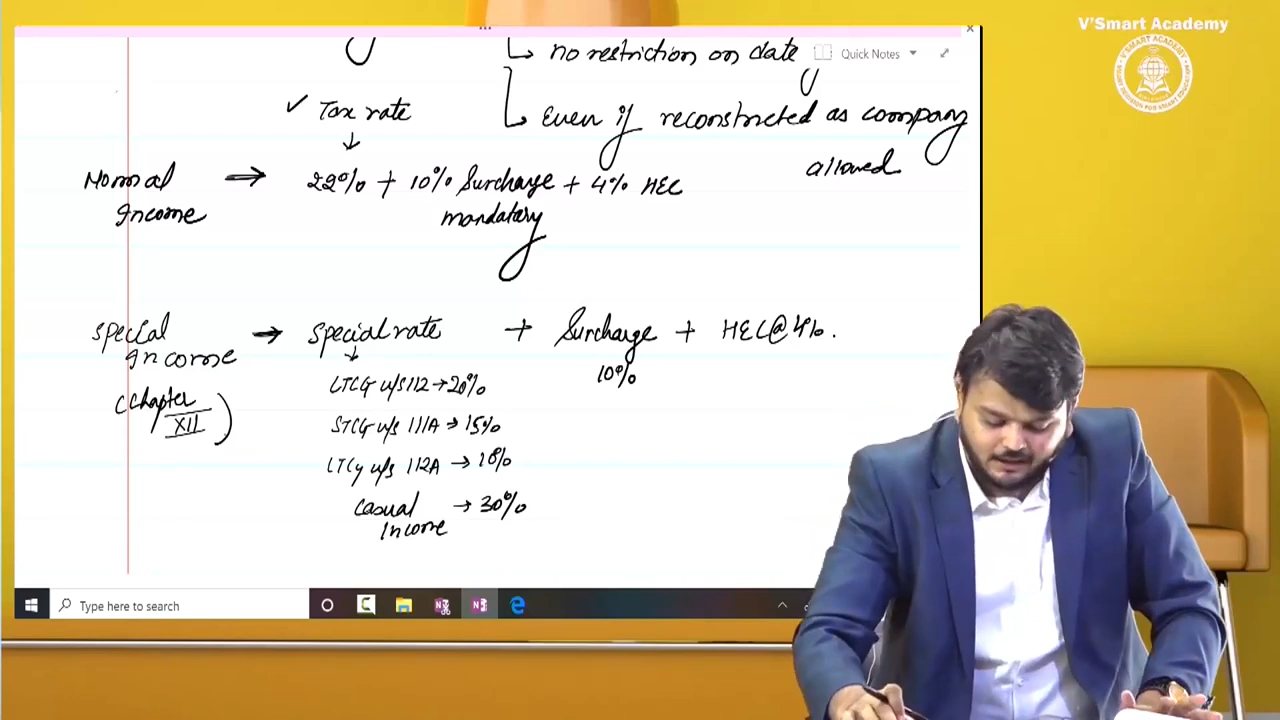 V'Smart Academy
no restriction on date
Quick Notes
✓ Tax rate
Even if reconstructed as company
allowed
Normal
Income
→ 22% + 10% Surcharge + 4% HEC
mandatary
Special
Income
→ Special rate + Surcharge + HEC@4%.
10%
(Chapter
XII)
LTCG u/s 112 → 20%
STCG u/s 111A → 15%
LTCG u/s 112A → 10%
Casual → 30%
Income
Type here to search